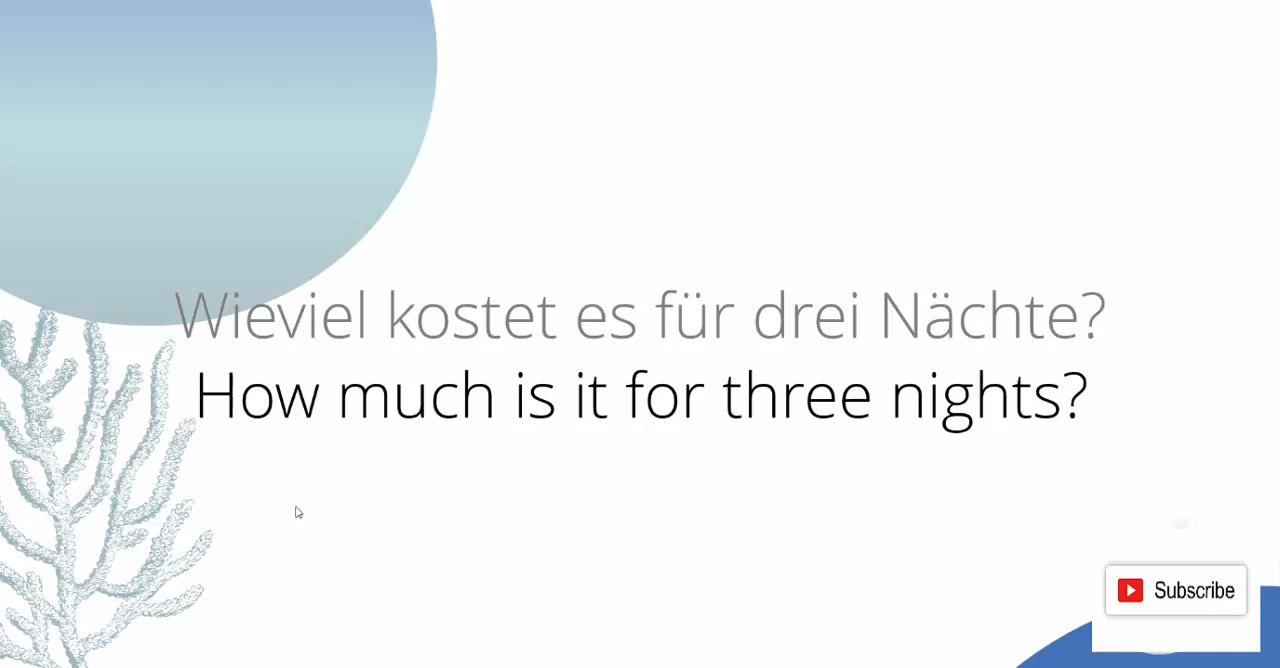 Wieviel kostet es für drei Nächte?
How much is it for three nights?
Subscribe